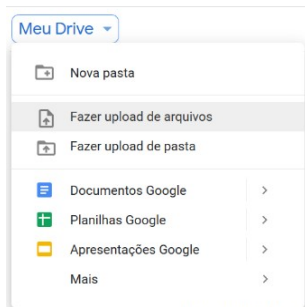 Meu Drive
Nova pasta
Fazer upload de arquivos
Fazer upload de pasta
Documentos Google
Planilhas Google
Apresentações Google
Mais